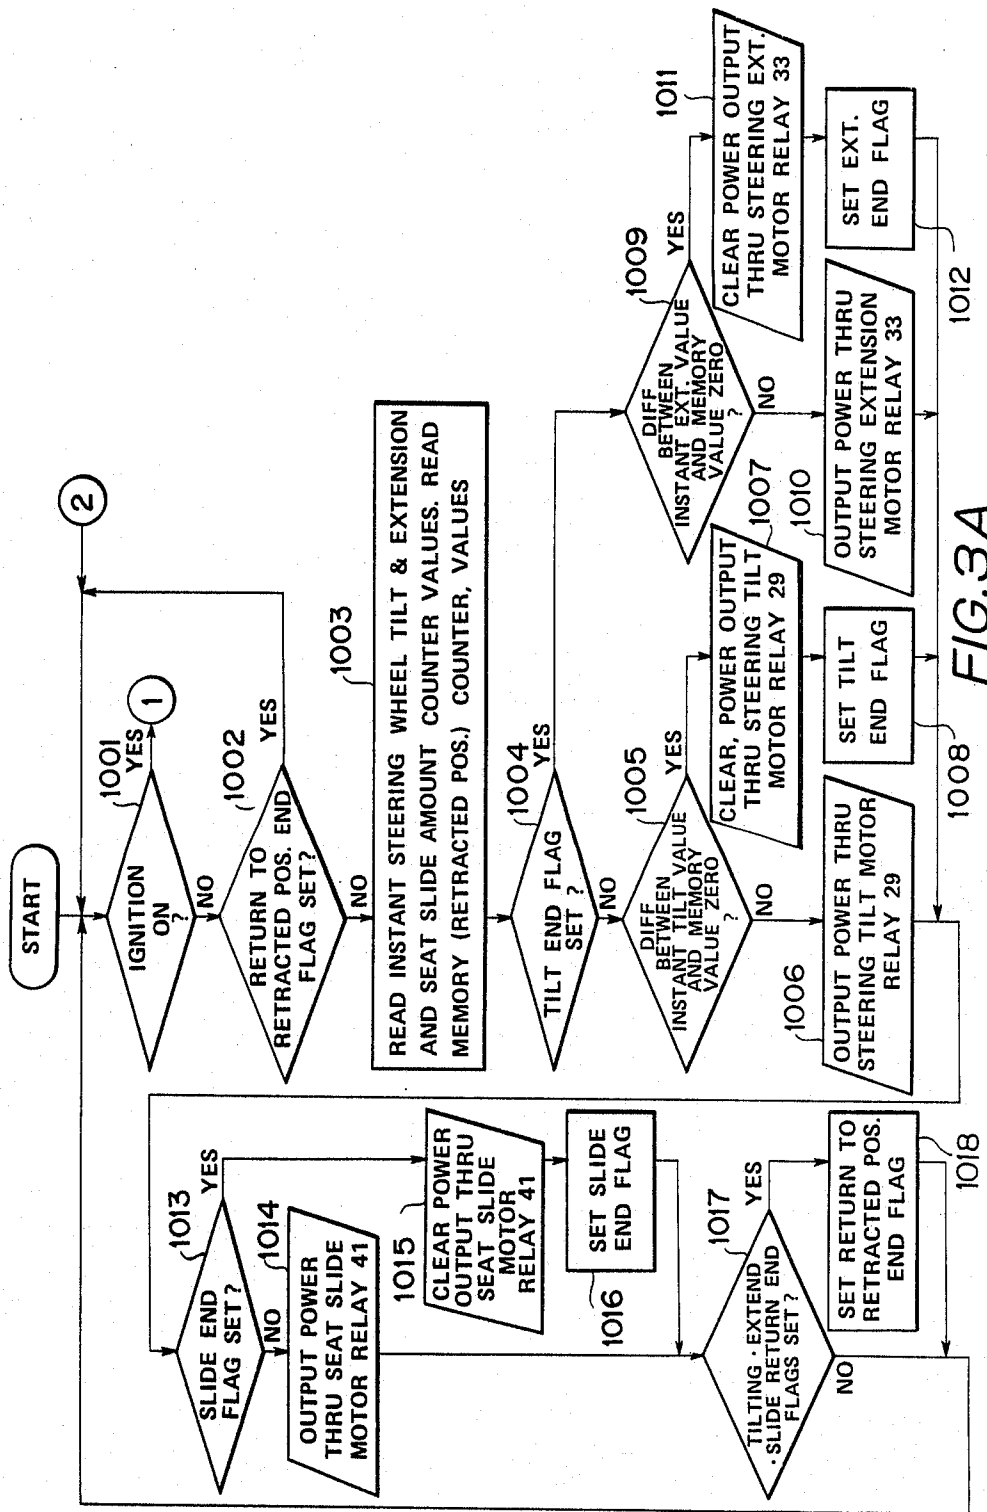 START
2
IGNITION
ON
?
1001
YES
1
NO
RETURN TO
RETRACTED POS. END
FLAG SET?
1002
YES
NO
1003
READ INSTANT STEERING WHEEL TILT & EXTENSION
AND SEAT SLIDE AMOUNT COUNTER VALUES. READ
MEMORY (RETRACTED POS.) COUNTER, VALUES
TILT END FLAG
SET
?
1004
YES
NO
DIFF
BETWEEN
INSTANT TILT VALUE
AND MEMORY
VALUE ZERO
?
1005
YES
NO
1006
OUTPUT POWER THRU
STEERING TILT MOTOR
RELAY 29
1007
CLEAR, POWER OUTPUT
THRU STEERING TILT
MOTOR RELAY 29
SET TILT
END FLAG
1008
DIFF
BETWEEN
INSTANT EXT. VALUE
AND MEMORY
VALUE ZERO
?
1009
YES
NO
1010
OUTPUT POWER THRU
STEERING EXTENSION
MOTOR RELAY 33
1011
CLEAR POWER OUTPUT
THRU STEERING EXT.
MOTOR RELAY 33
SET EXT.
END FLAG
1012
SLIDE END
FLAG SET?
1013
YES
NO
1014
OUTPUT POWER
THRU SEAT SLIDE
MOTOR RELAY 41
1015
CLEAR POWER
OUTPUT THRU
SEAT SLIDE
MOTOR
RELAY 41
SET SLIDE
END FLAG
1016
TILTING · EXTEND
· SLIDE RETURN END
FLAGS SET?
1017
YES
NO
SET RETURN TO
RETRACTED POS.
END FLAG
1018
FIG.3A